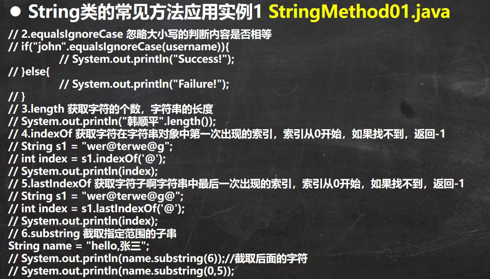 ● String类的常见方法应用实例1 StringMethod01.java
// 2.equalsIgnoreCase 忽略大小写的判断内容是否相等
// if("john".equalsIgnoreCase(username)){
// System.out.println("Success!");
// }else{
// System.out.println("Failure!");
// }
// 3.length 获取字符的个数，字符串的长度
// System.out.println("韩顺平".length());
// 4.indexOf 获取字符在字符串对象中第一次出现的索引，索引从0开始，如果找不到，返回-1
// String s1 = "wer@terwe@g";
// int index = s1.indexOf('@');
// System.out.println(index);
// 5.lastIndexOf 获取字符子啊字符串中最后一次出现的索引，索引从0开始，如果找不到，返回-1
// String s1 = "wer@terwe@g@";
// int index = s1.lastIndexOf('@');
// System.out.println(index);
// 6.substring 截取指定范围的子串
String name = "hello,张三";
// System.out.println(name.substring(6));//截取后面的字符
// System.out.println(name.substring(0,5));